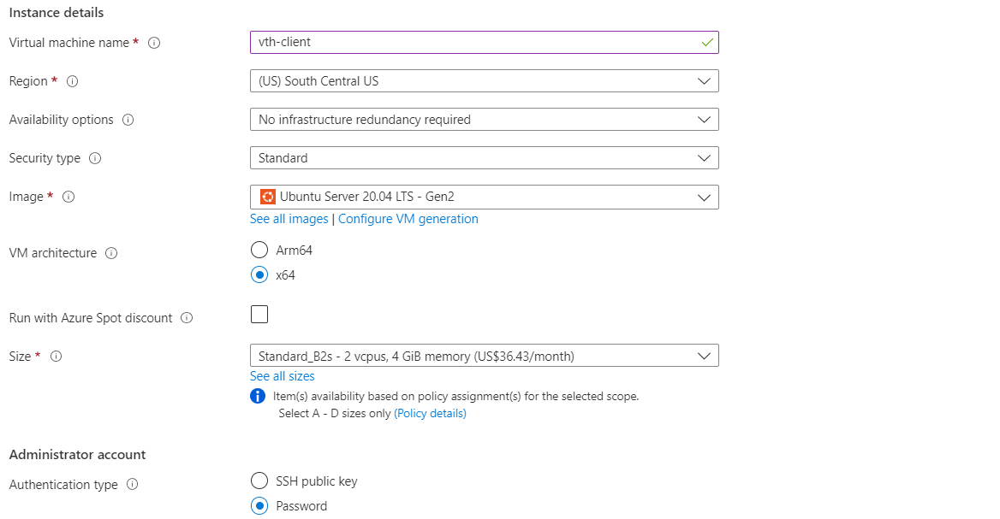 Instance details
Virtual machine name *
vth-client
Region *
(US) South Central US
Availability options
No infrastructure redundancy required
Security type
Standard
Image *
Ubuntu Server 20.04 LTS - Gen2
See all images | Configure VM generation
VM architecture
Arm64
x64
Run with Azure Spot discount
Size *
Standard_B2s - 2 vcpus, 4 GiB memory (US$36.43/month)
See all sizes
Item(s) availability based on policy assignment(s) for the selected scope.
Select A - D sizes only (Policy details)
Administrator account
Authentication type
SSH public key
Password